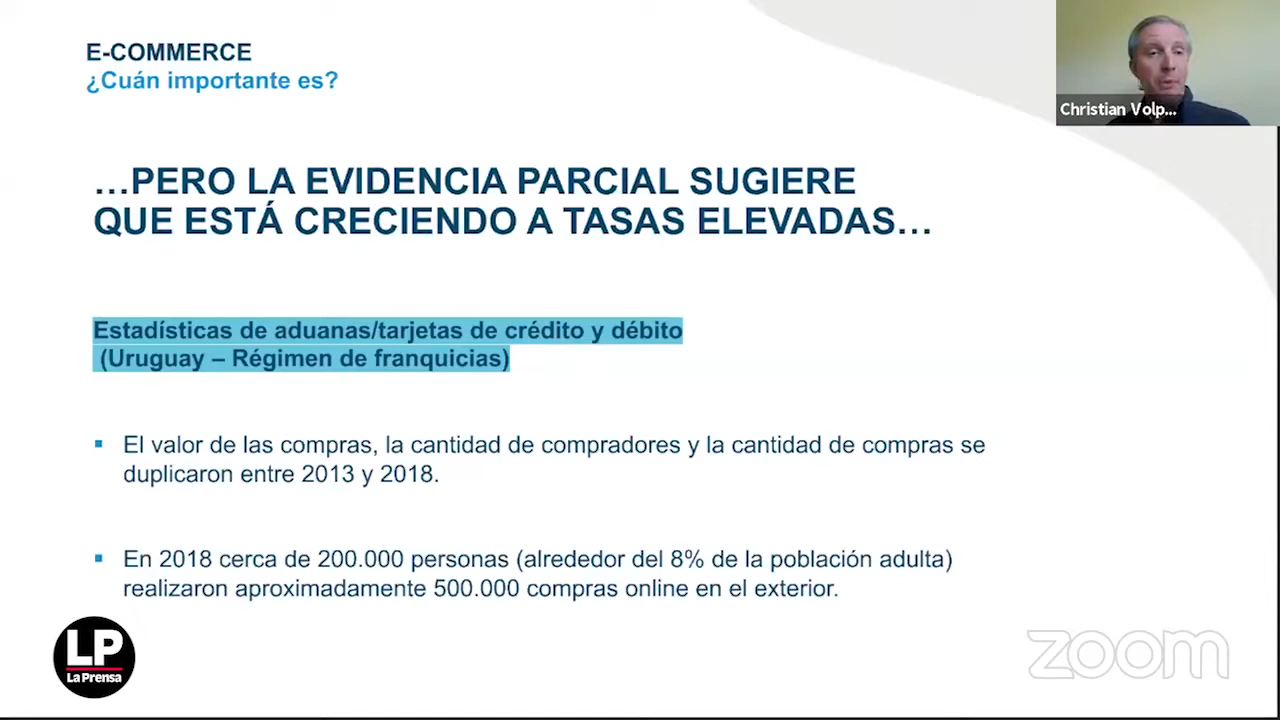 E-COMMERCE
¿Cuán importante es?
Christian Volp...
…PERO LA EVIDENCIA PARCIAL SUGIERE
QUE ESTÁ CRECIENDO A TASAS ELEVADAS…
Estadísticas de aduanas/tarjetas de crédito y débito
(Uruguay – Régimen de franquicias)
▪ El valor de las compras, la cantidad de compradores y la cantidad de compras se
duplicaron entre 2013 y 2018.
▪ En 2018 cerca de 200.000 personas (alrededor del 8% de la población adulta)
realizaron aproximadamente 500.000 compras online en el exterior.
LP
La Prensa
zoom